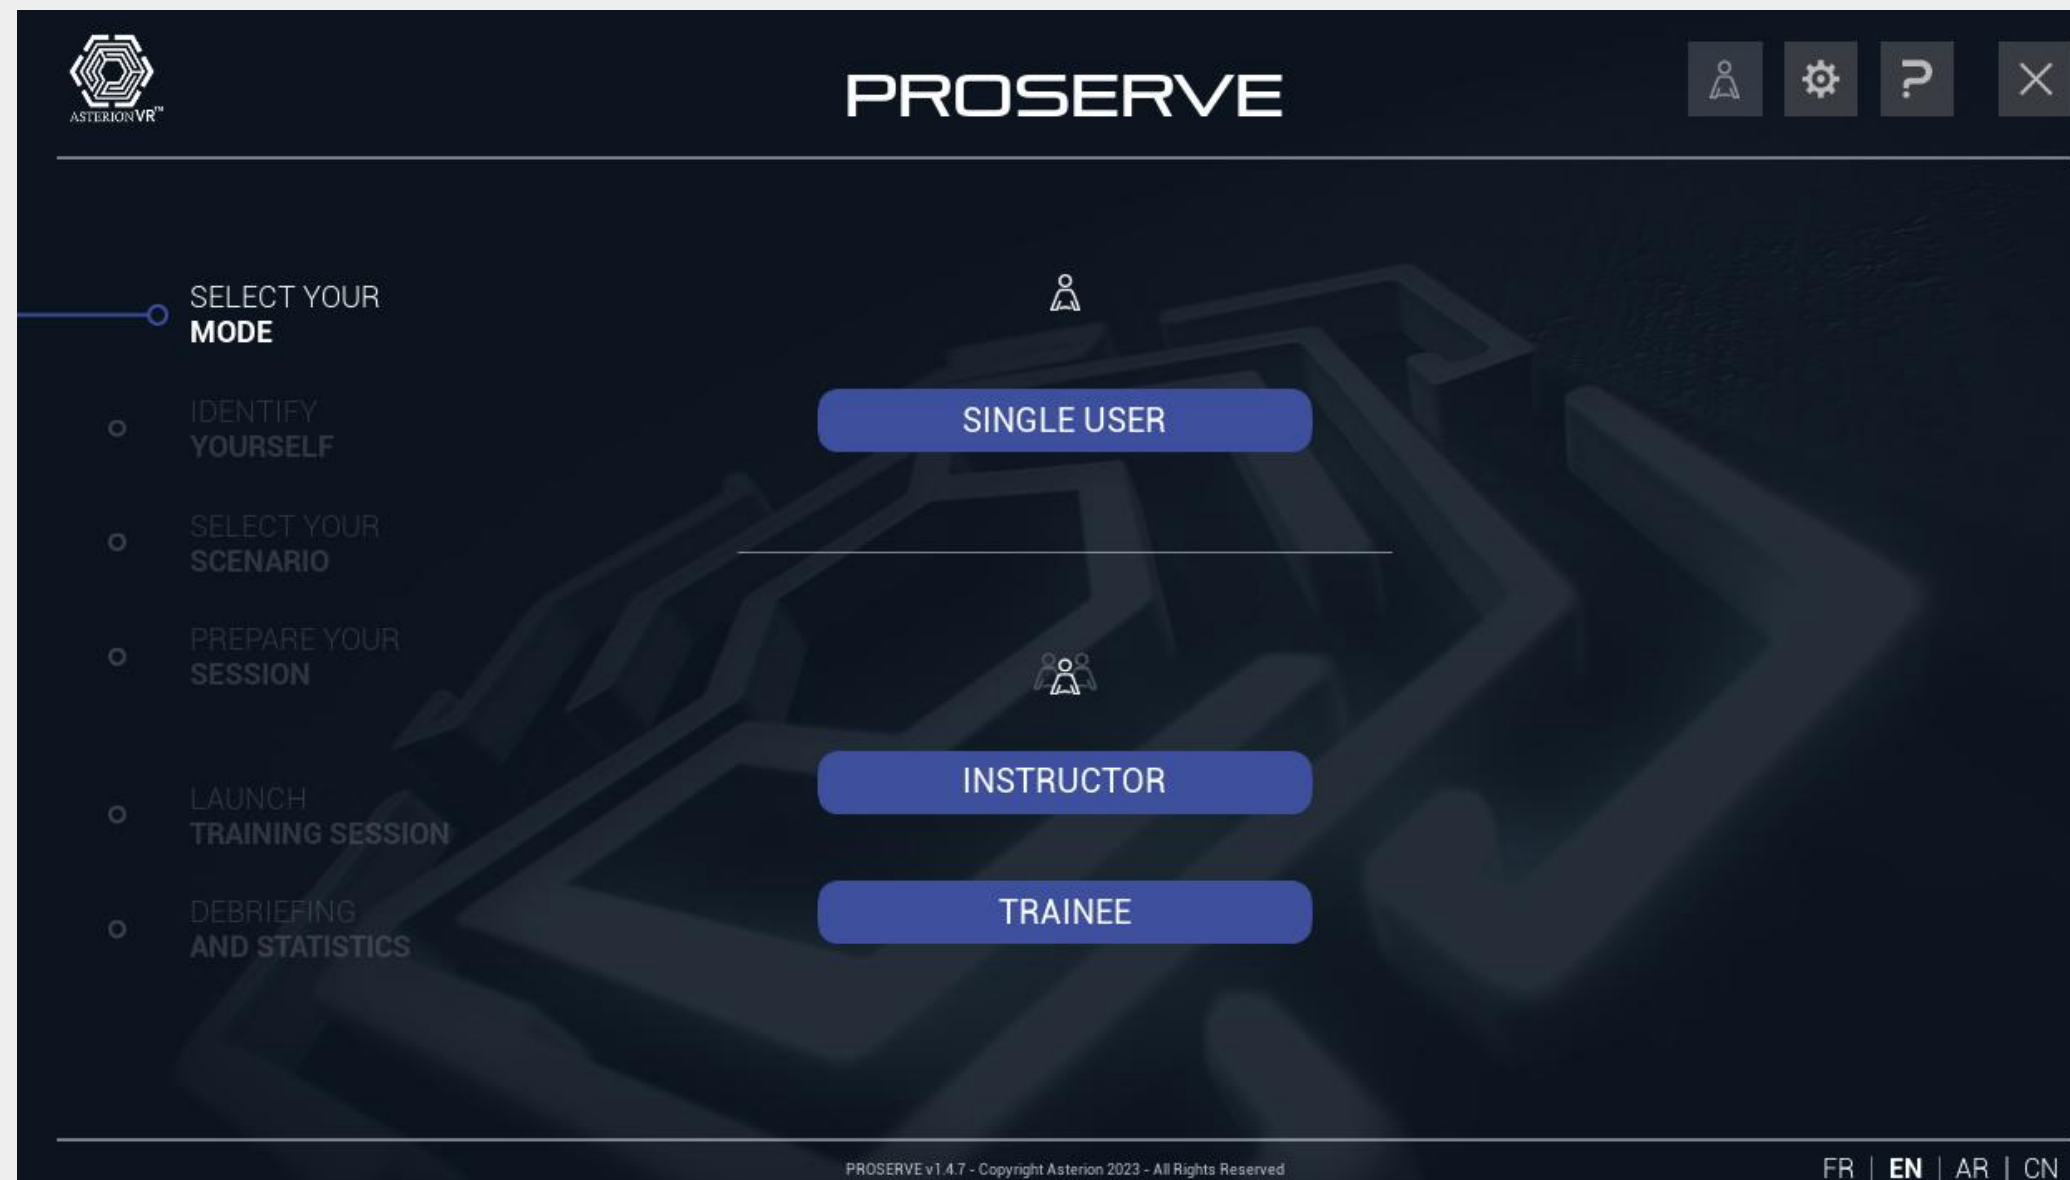 ASTERIONVR™
PROSERVE
?
SELECT YOUR
MODE
IDENTIFY
YOURSELF
SELECT YOUR
SCENARIO
PREPARE YOUR
SESSION
LAUNCH
TRAINING SESSION
DEBRIEFING
AND STATISTICS
SINGLE USER
INSTRUCTOR
TRAINEE
PROSERVE v1.4.7 - Copyright Asterion 2023 - All Rights Reserved
FR | EN | AR | CN